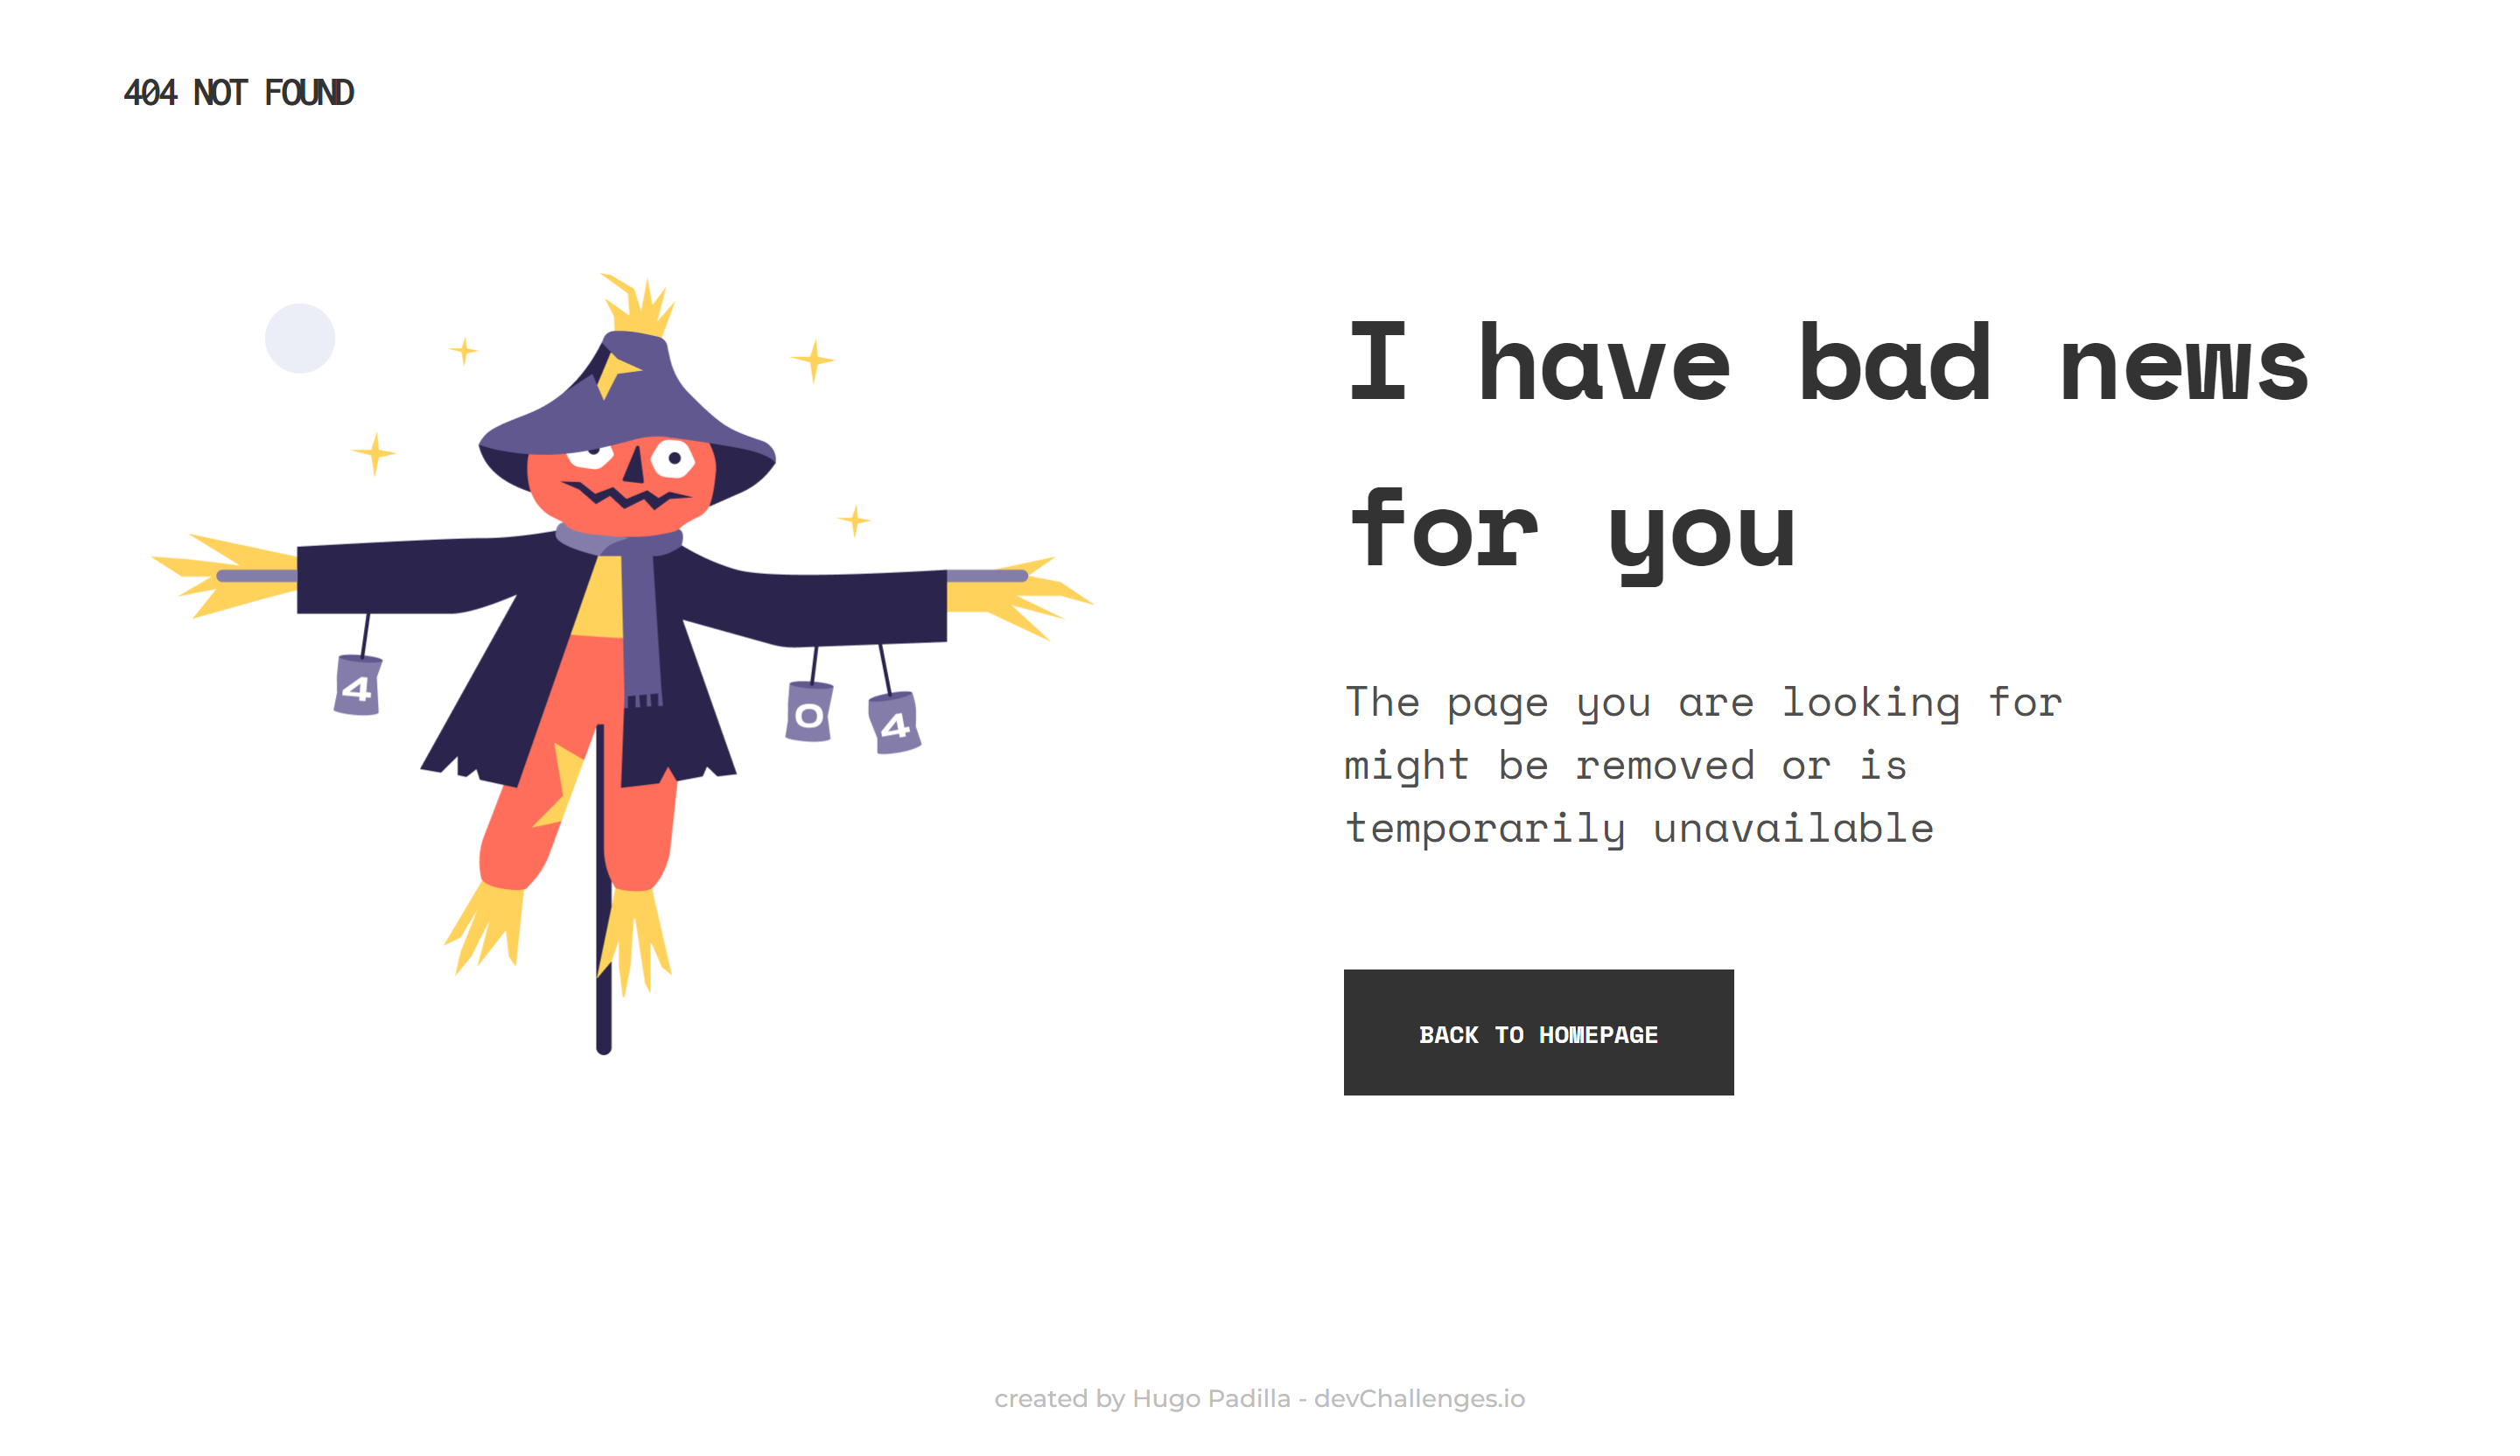 404 NOT FOUND
I have bad news
for you
4
0
4
The page you are looking for
might be removed or is
temporarily unavailable
BACK TO HOMEPAGE
created by Hugo Padilla - devChallenges.io